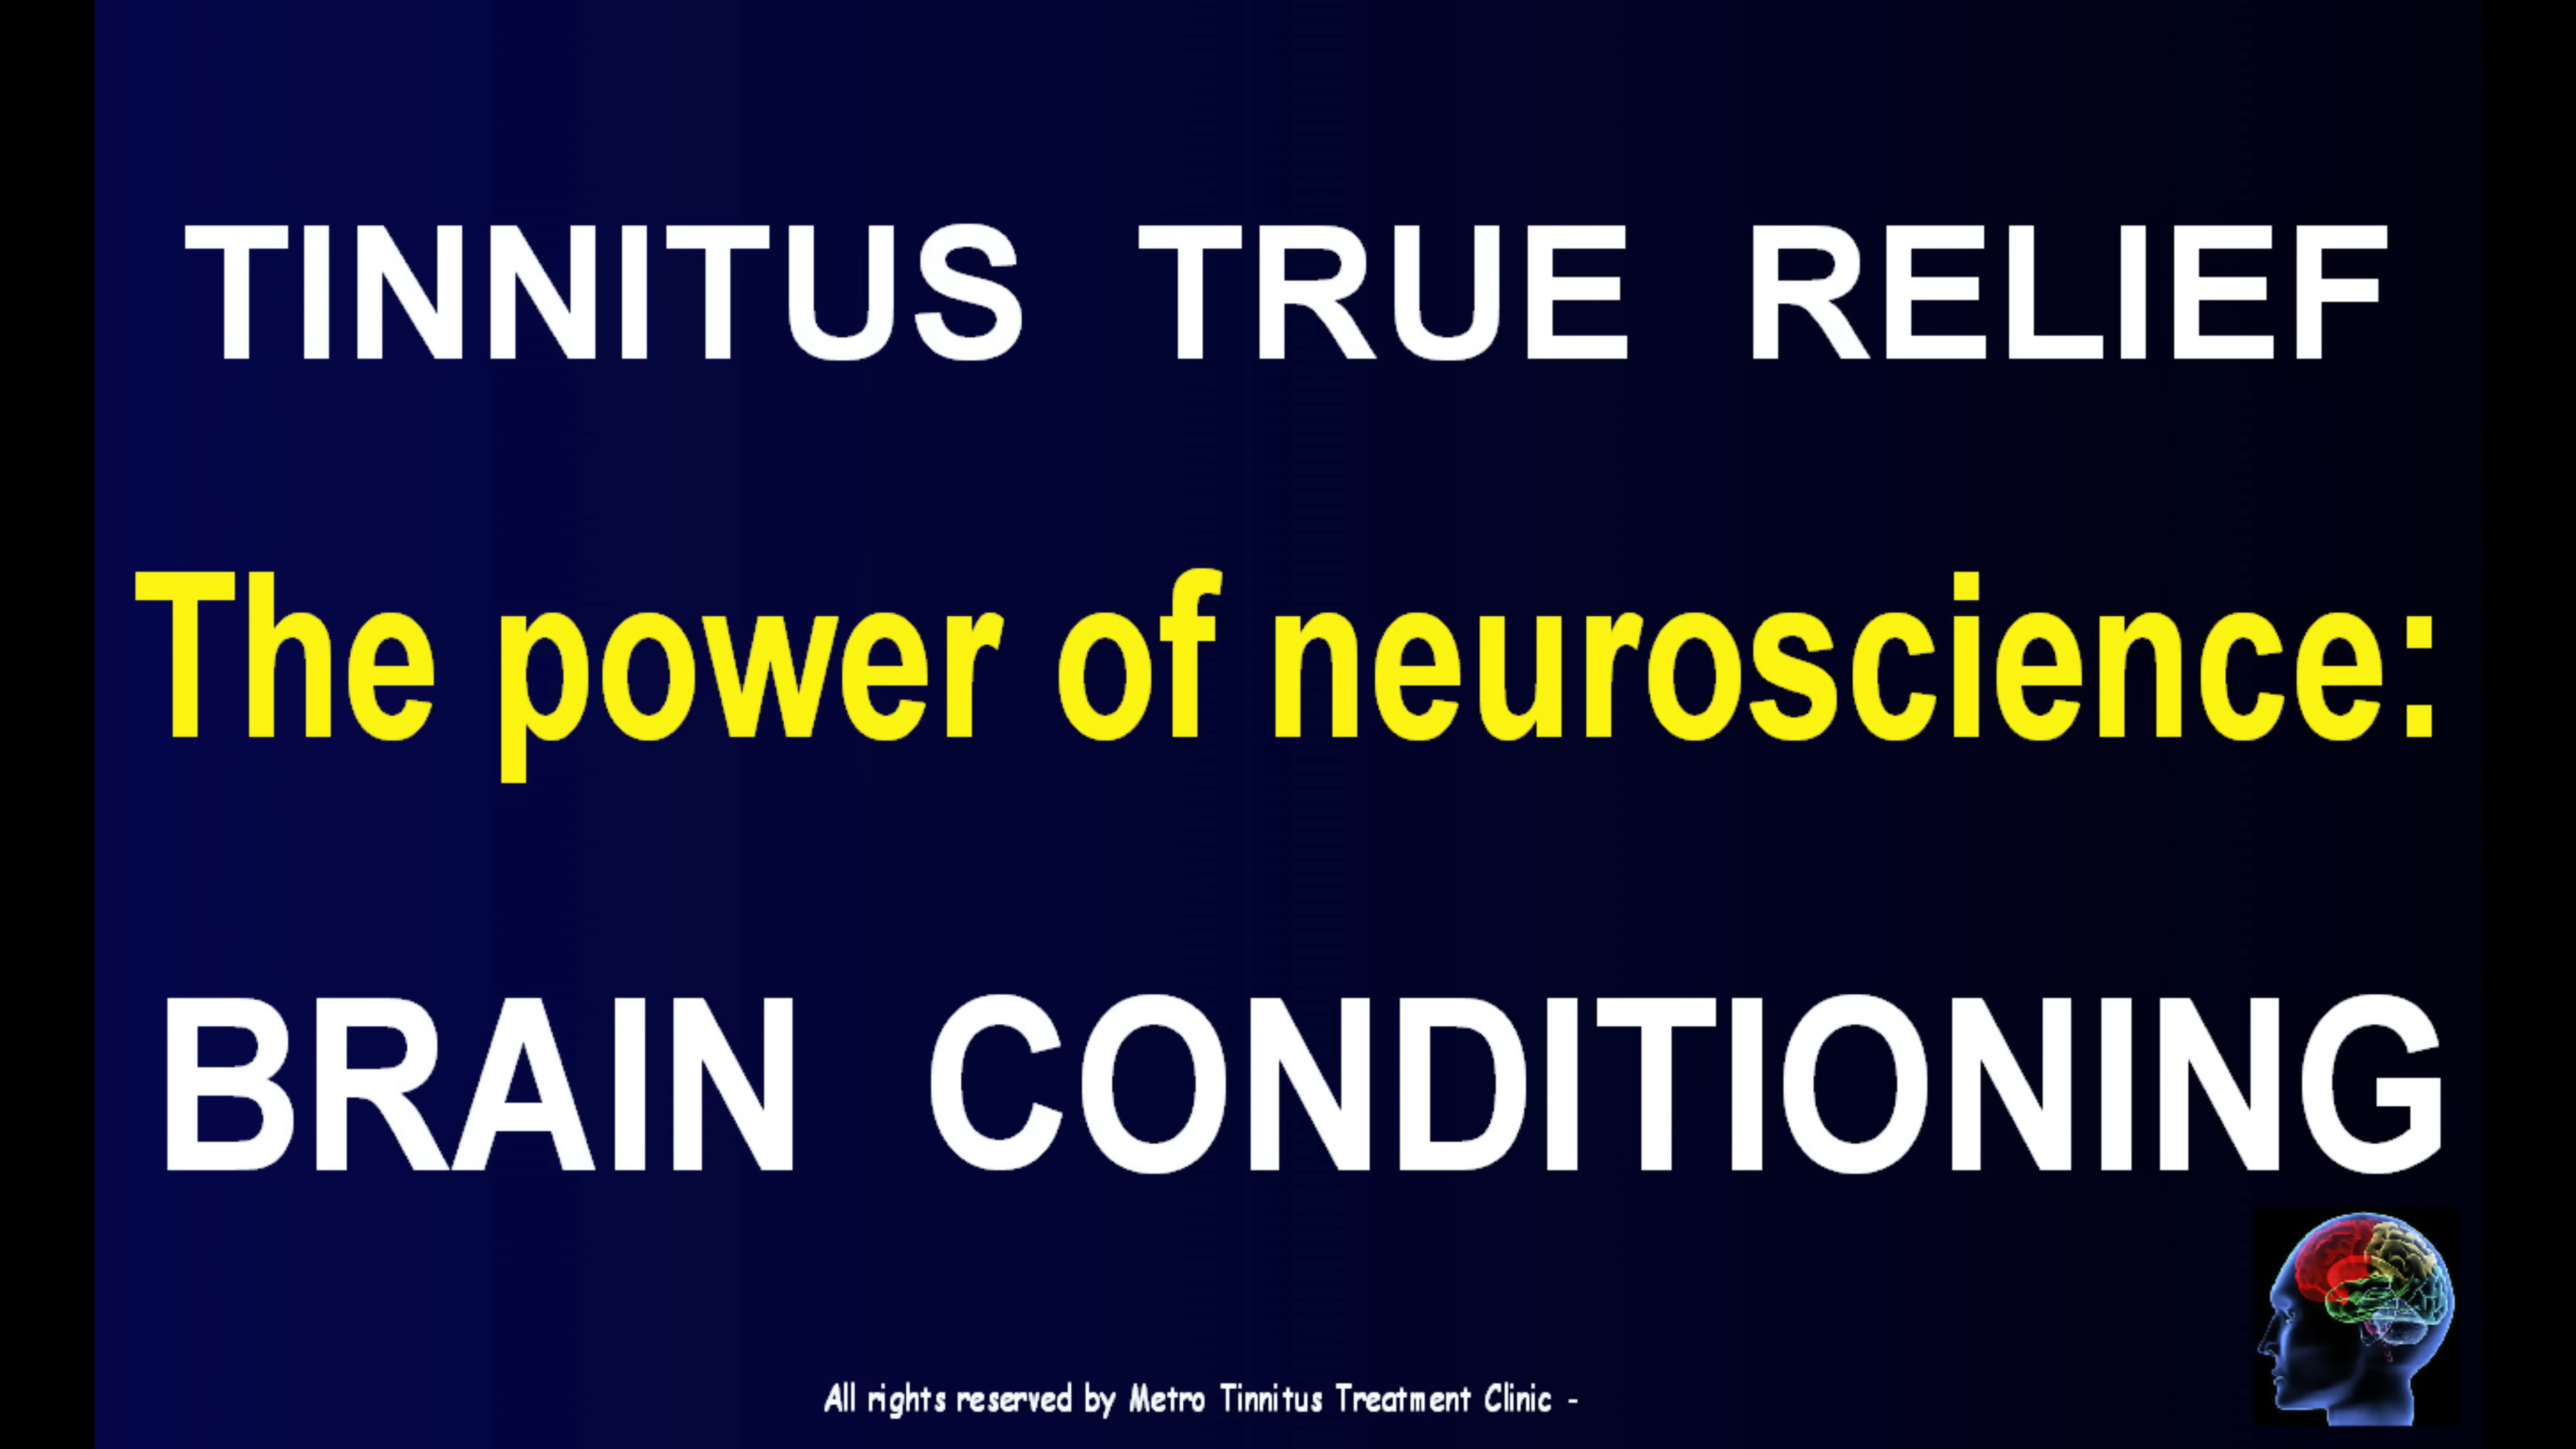 TINNITUS TRUE RELIEF
The power of neuroscience:
BRAIN CONDITIONING
All rights reserved by Metro Tinnitus Treatment Clinic -